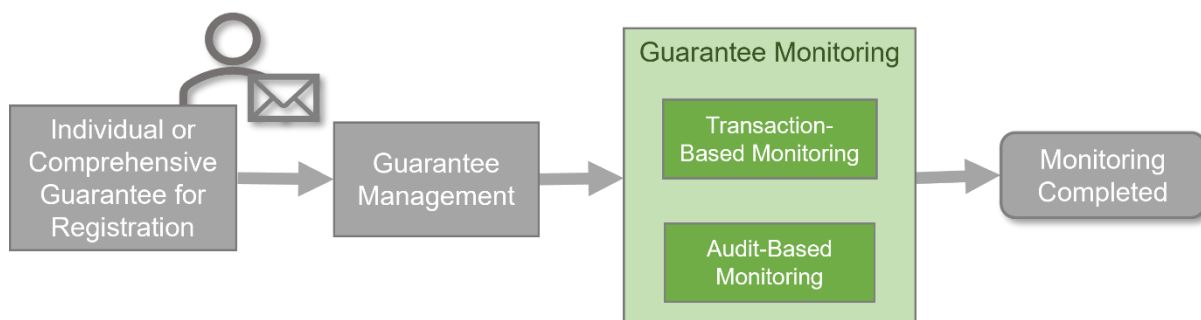 Individual or
Comprehensive
Guarantee for
Registration
Guarantee
Management
Guarantee Monitoring
Transaction-
Based Monitoring
Audit-Based
Monitoring
Monitoring
Completed